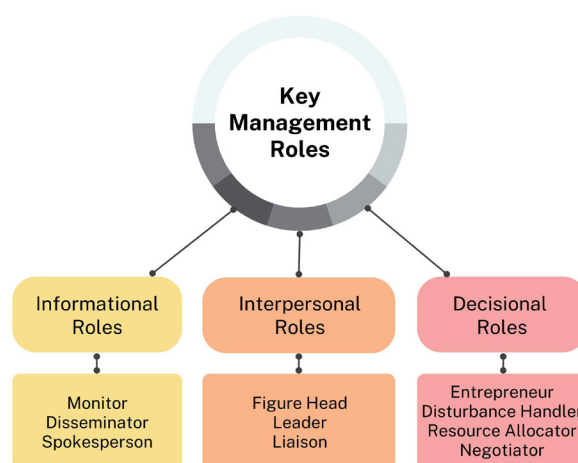 Key
Management
Roles
Informational
Roles
Interpersonal
Roles
Decisional
Roles
Monitor
Disseminator
Spokesperson
Figure Head
Leader
Liaison
Entrepreneur
Disturbance Handler
Resource Allocator
Negotiator